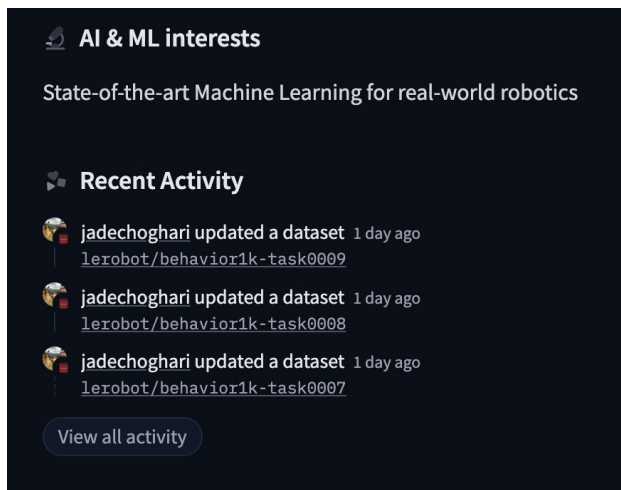 AI & ML interests
State-of-the-art Machine Learning for real-world robotics
Recent Activity
jadechoghari updated a dataset 1 day ago
lerobot/behavior1k-task0009
jadechoghari updated a dataset 1 day ago
lerobot/behavior1k-task0008
jadechoghari updated a dataset 1 day ago
lerobot/behavior1k-task0007
View all activity